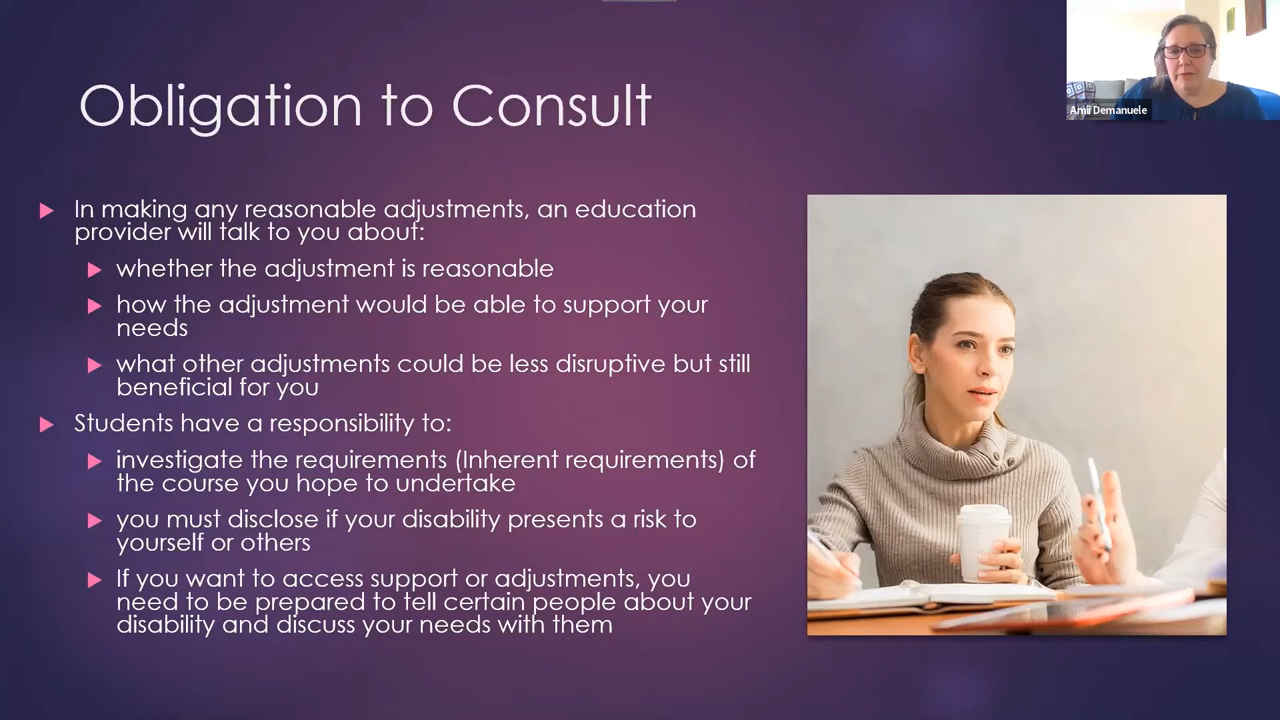 Obligation to Consult
Amii Demanuele
In making any reasonable adjustments, an education
provider will talk to you about:
whether the adjustment is reasonable
how the adjustment would be able to support your
needs
what other adjustments could be less disruptive but still
beneficial for you
Students have a responsibility to:
investigate the requirements (Inherent requirements) of
the course you hope to undertake
you must disclose if your disability presents a risk to
yourself or others
If you want to access support or adjustments, you
need to be prepared to tell certain people about your
disability and discuss your needs with them